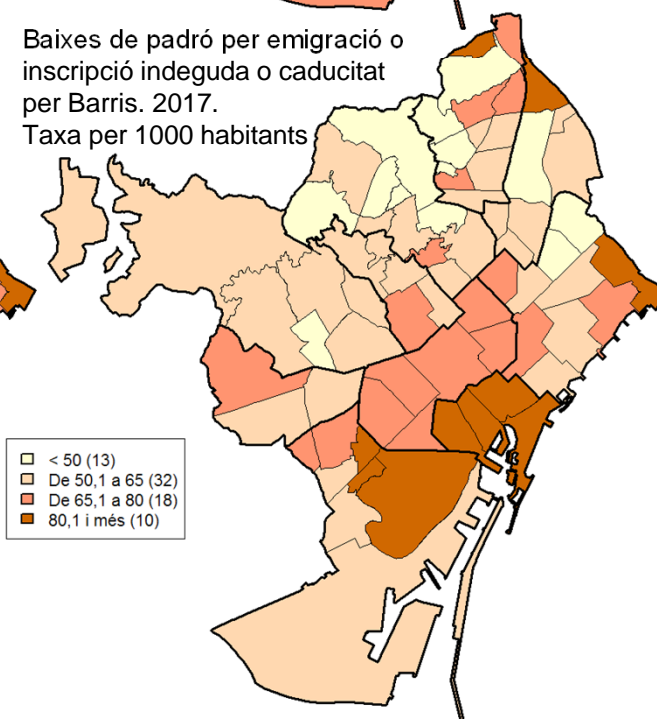 Baixes de padró per emigració o
inscripció indeguda o caducitat
per Barris. 2017.
Taxa per 1000 habitants
< 50 (13)
De 50,1 a 65 (32)
De 65,1 a 80 (18)
80,1 i més (10)